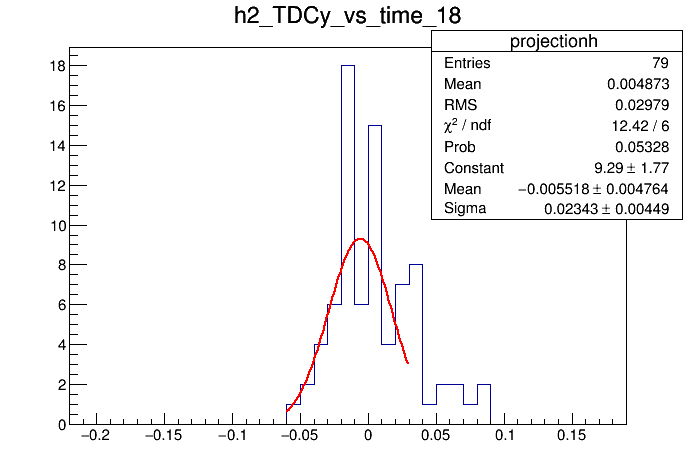 h2_TDCy_vs_time_18
projectionh
Entries 79
Mean 0.004873
RMS 0.02979
χ² / ndf 12.42 / 6
Prob 0.05328
Constant 9.29 ± 1.77
Mean −0.005518 ± 0.004764
Sigma 0.02343 ± 0.00449
18
16
14
12
10
8
6
4
2
0
−0.2 −0.15 −0.1 −0.05 0 0.05 0.1 0.15